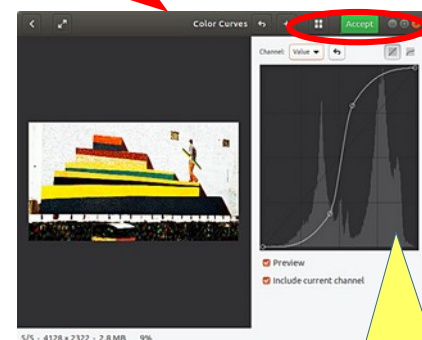 Color Curves
Accept
Channel: Value
Preview
Include current channel
5/5 - 4128 × 2322 - 2.8 MB 9%